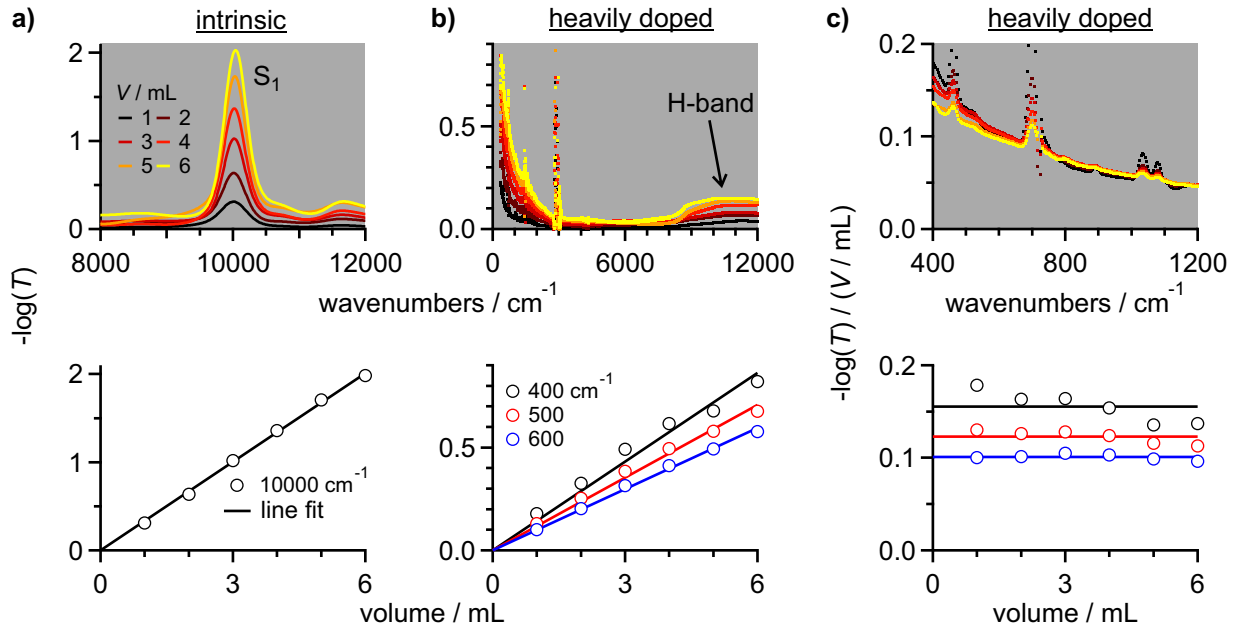 a)
intrinsic
2
1
0
S₁
V / mL
1 2
3 4
5 6
8000 10000 12000
wavenumbers / cm⁻¹
b)
heavily doped
0.5
0.0
H-band
0 6000 12000
c)
heavily doped
0.2
0.1
0.0
400 800 1200
wavenumbers / cm⁻¹
-log(T)
-log(T) / (V / mL)
2
1
0
10000 cm⁻¹
line fit
0 3 6
volume / mL
0.5
0.0
400 cm⁻¹
500
600
0 3 6
0.2
0.1
0.0
0 3 6
volume / mL